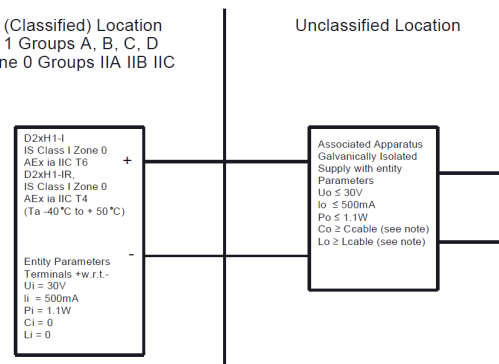 (Classified) Location
1 Groups A, B, C, D
ne 0 Groups IIA IIB IIC
Unclassified Location
D2xH1-I
IS Class I Zone 0
AEx ia IIC T6
D2xH1-IR,
IS Class I Zone 0
AEx ia IIC T4
(Ta -40°C to + 50°C)
+
-
Entity Parameters
Terminals +w.r.t.-
Ui = 30V
Ii = 500mA
Pi = 1.1W
Ci = 0
Li = 0
Associated Apparatus
Galvanically Isolated
Supply with entity
Parameters
Uo ≤ 30V
Io ≤ 500mA
Po ≤ 1.1W
Co ≥ Ccable (see note)
Lo ≥ Lcable (see note)